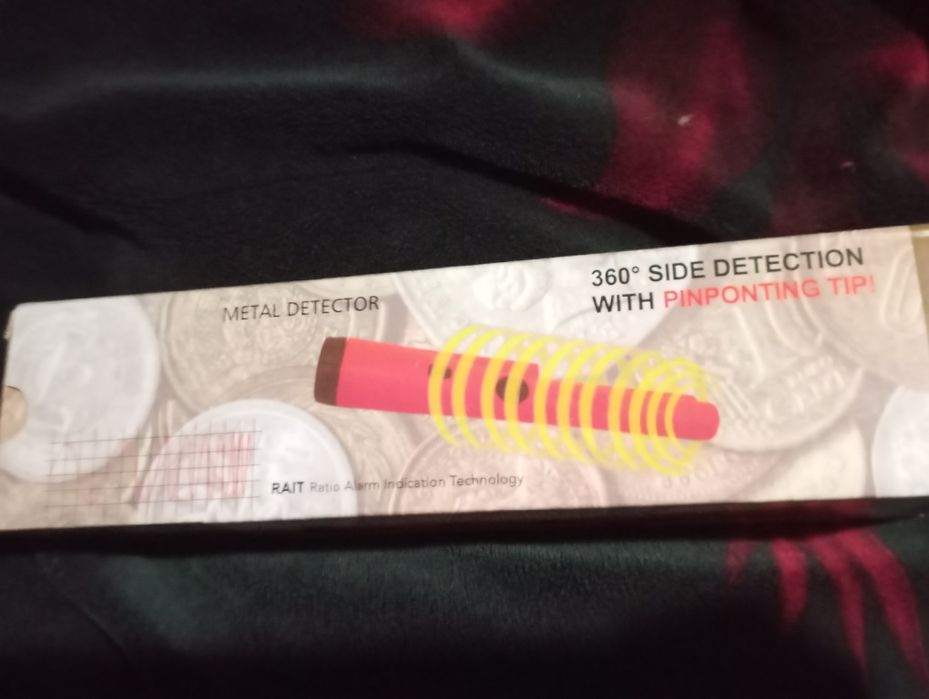 360° SIDE DETECTION
WITH PINPONTING TIP!
METAL DETECTOR
RAIT Ratio Alarm Indication Technology